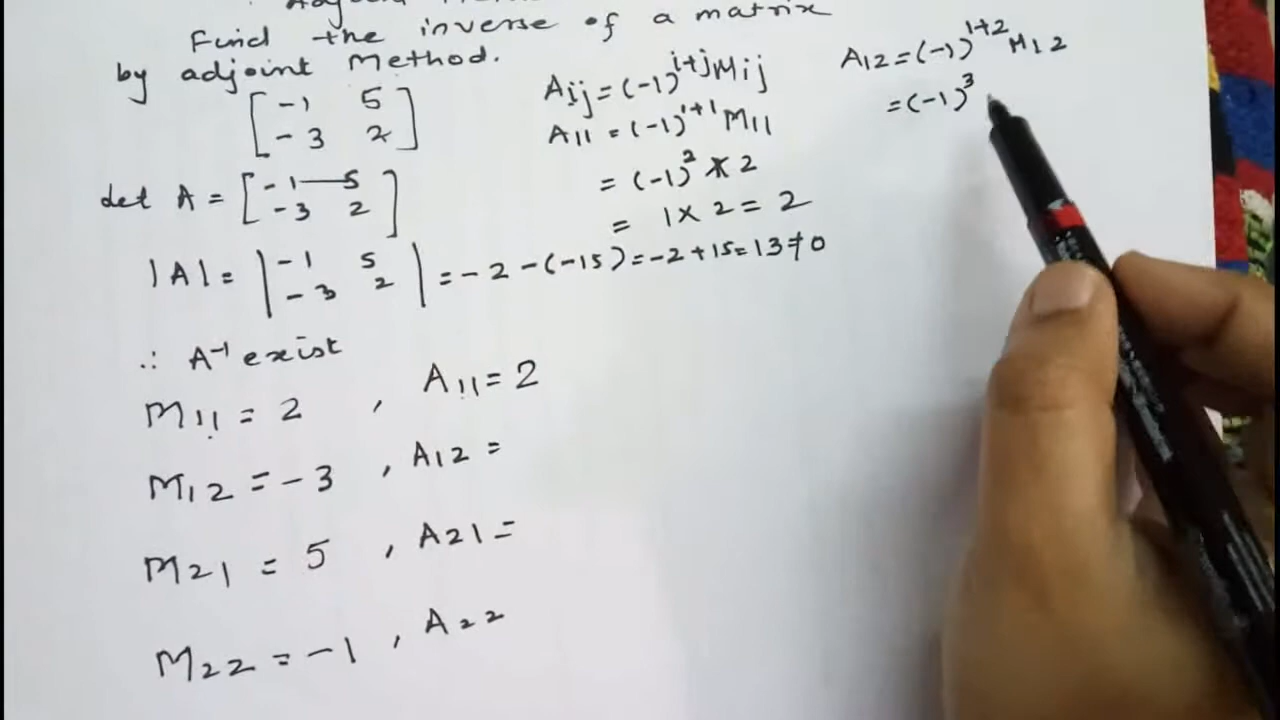 Find the inverse of a matrix
by adjoint Method.
[ -1 5
-3 2 ]
det A = [ -1 5
-3 2 ]
|A| = | -1 5
-3 2 | = -2 - (-15) = -2 + 15 = 13 ≠ 0
∴ A⁻¹ exist
M11 = 2 , A11 = 2
M12 = -3 , A12 =
M21 = 5 , A21 =
M22 = -1 , A22
Aij = (-1)^i+j Mij
A11 = (-1)^1+1 M11
= (-1)² × 2
= 1 × 2 = 2
A12 = (-1)^1+2 M12
= (-1)³